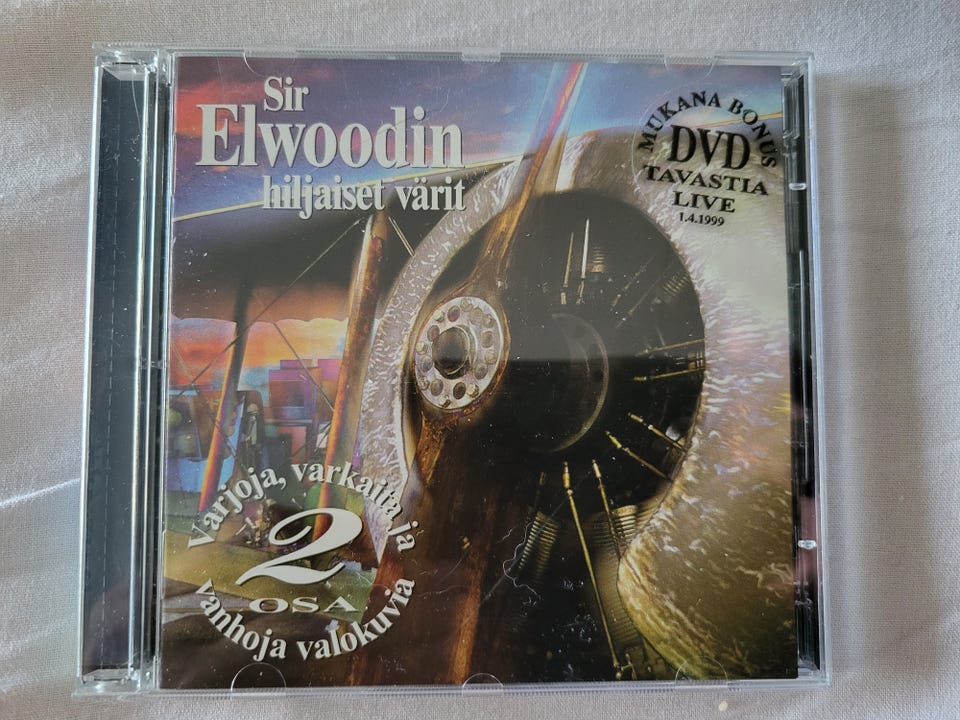 Sir
Elwoodin
hiljaiset värit
MUKANA BONUS
DVD
TAVASTIA
LIVE
1.4.1999
Varjoja, varkaita ja
2
OSA
vanhoja valokuvia